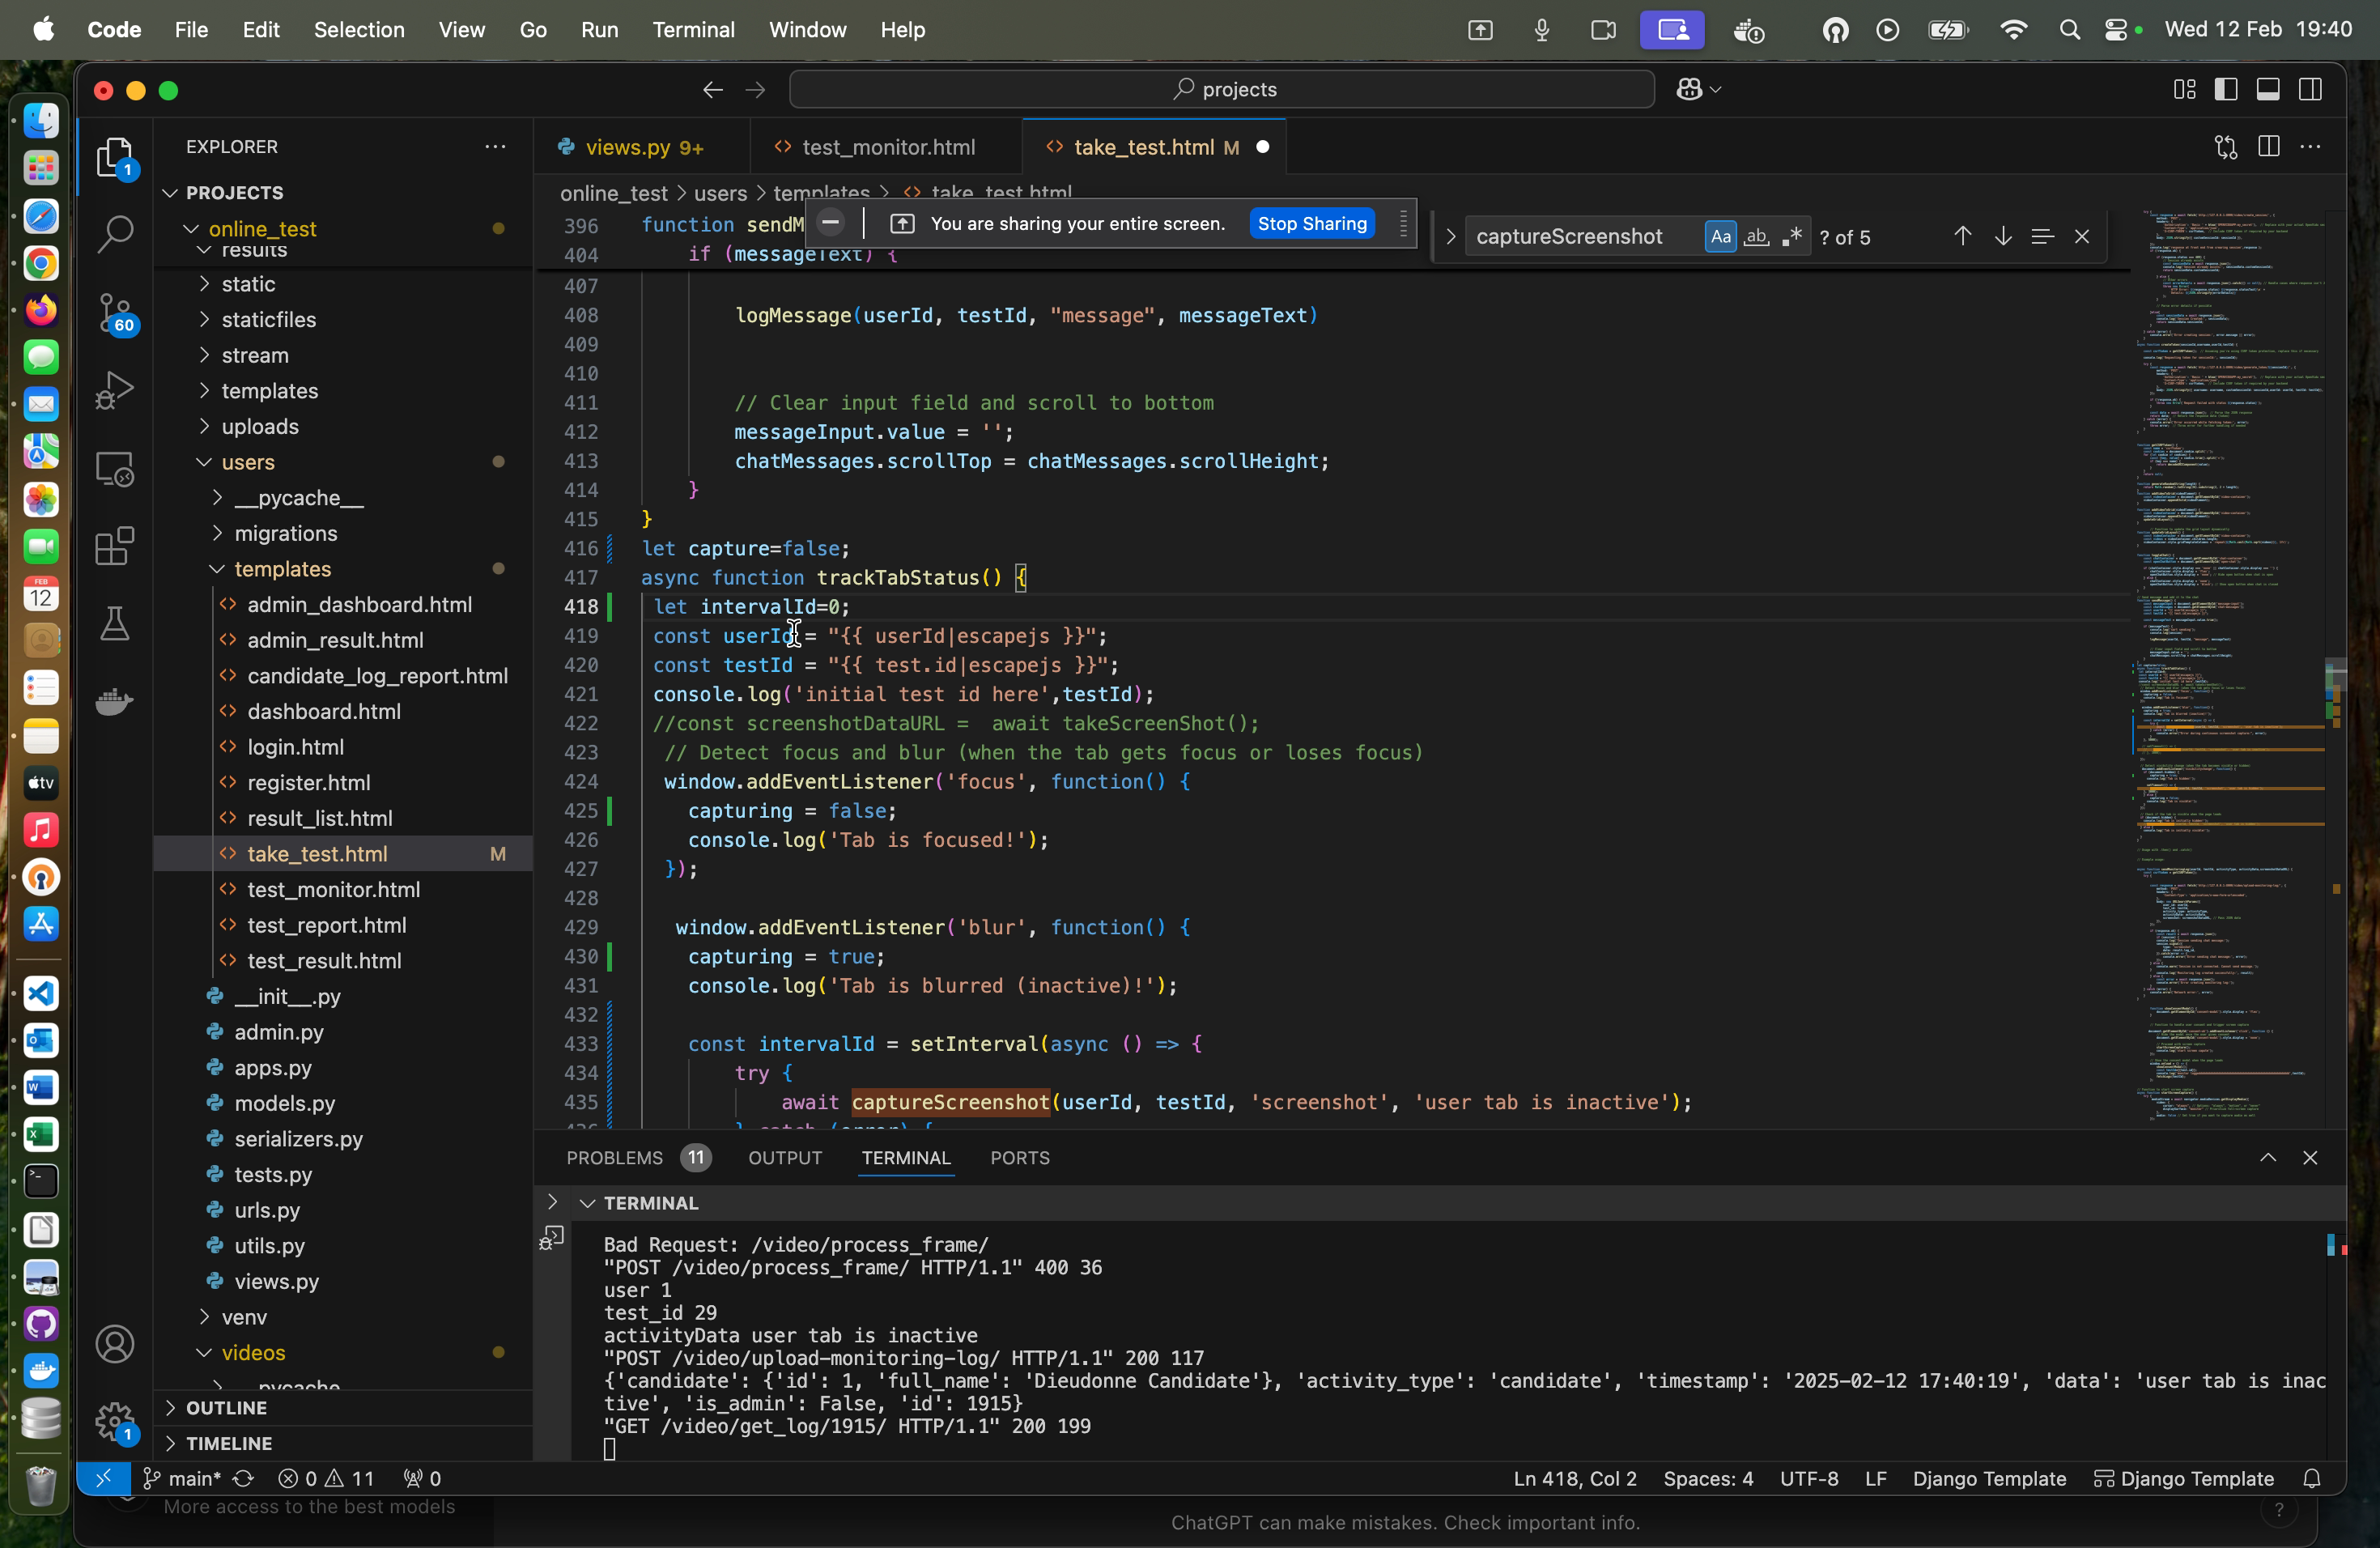 Code File Edit Selection View Go Run Terminal Window Help Wed 12 Feb 19:40
projects
EXPLORER
PROJECTS
online_test
results
static
staticfiles
stream
templates
uploads
users
__pycache__
migrations
templates
admin_dashboard.html
admin_result.html
candidate_log_report.html
dashboard.html
login.html
register.html
result_list.html
take_test.html M
test_monitor.html
test_report.html
test_result.html
__init__.py
admin.py
apps.py
models.py
serializers.py
tests.py
urls.py
utils.py
views.py
venv
videos
pycache
OUTLINE
TIMELINE
1
60
1
FEB
12
tv
views.py 9+
test_monitor.html
take_test.html M
online_test > users > templates > take_test.html
You are sharing your entire screen. Stop Sharing
captureScreenshot Aa ab ? of 5
396 function sendM
404 if (messageText) {
407
408 logMessage(userId, testId, "message", messageText)
409
410
411 // Clear input field and scroll to bottom
412 messageInput.value = '';
413 chatMessages.scrollTop = chatMessages.scrollHeight;
414 }
415 }
416 let capture=false;
417 async function trackTabStatus() {
418 let intervalId=0;
419 const userId = "{{ userId|escapejs }}";
420 const testId = "{{ test.id|escapejs }}";
421 console.log('initial test id here',testId);
422 //const screenshotDataURL =  await takeScreenShot();
423 // Detect focus and blur (when the tab gets focus or loses focus)
424 window.addEventListener('focus', function() {
425 capturing = false;
426 console.log('Tab is focused!');
427 });
428
429 window.addEventListener('blur', function() {
430 capturing = true;
431 console.log('Tab is blurred (inactive)!');
432
433 const intervalId = setInterval(async () => {
434 try {
435 await captureScreenshot(userId, testId, 'screenshot', 'user tab is inactive');
436 } catch (error) {
PROBLEMS 11 OUTPUT TERMINAL PORTS
TERMINAL
Bad Request: /video/process_frame/
"POST /video/process_frame/ HTTP/1.1" 400 36
user 1
test_id 29
activityData user tab is inactive
"POST /video/upload-monitoring-log/ HTTP/1.1" 200 117
{'candidate': {'id': 1, 'full_name': 'Dieudonne Candidate'}, 'activity_type': 'candidate', 'timestamp': '2025-02-12 17:40:19', 'data': 'user tab is inac
tive', 'is_admin': False, 'id': 1915}
"GET /video/get_log/1915/ HTTP/1.1" 200 199
main* 0 11 0 Ln 418, Col 2 Spaces: 4 UTF-8 LF Django Template Django Template
More access to the best models
ChatGPT can make mistakes. Check important info.
?